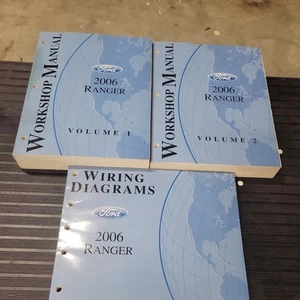 WORKSHOP MANUAL
Ford
2006
RANGER
VOLUME 1
WORKSHOP MANUAL
Ford
2006
RANGER
VOLUME 2
WIRING
DIAGRAMS
Ford
2006
RANGER